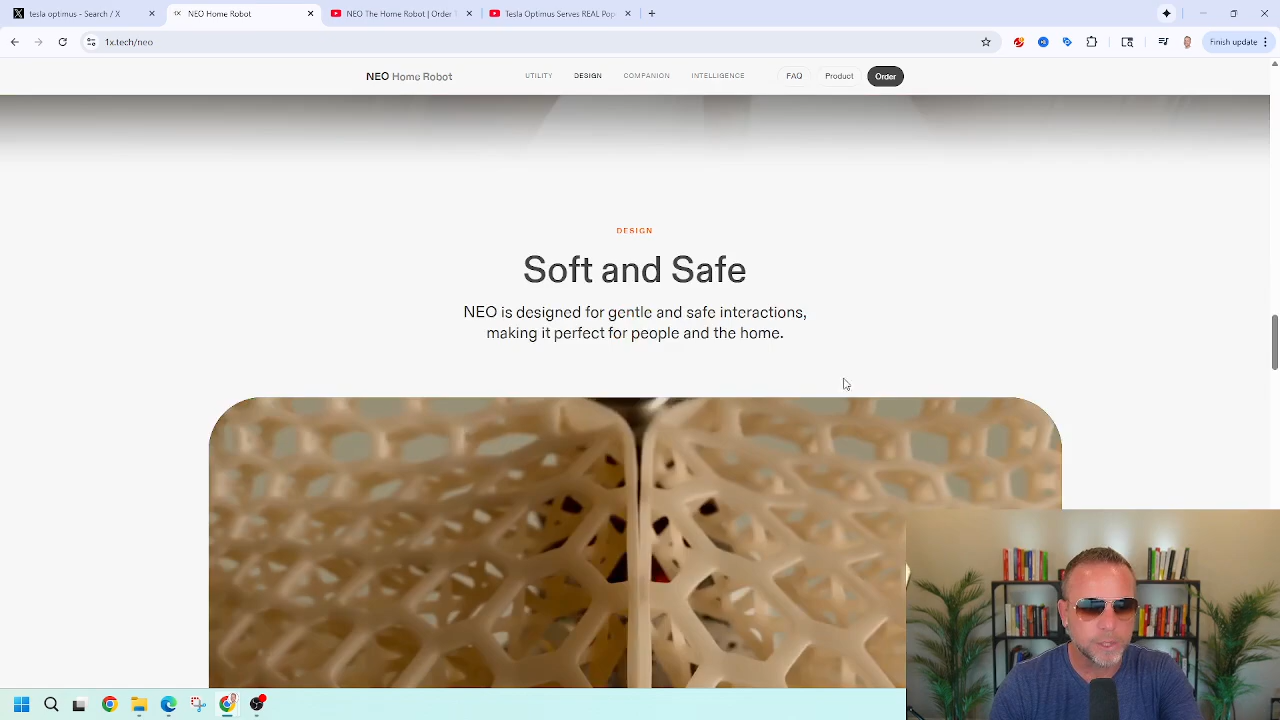 tesla optimus - Search / X
NEO Home Robot
NEO The Home Robot | Order
Tesla Optimus Serves REAL Pop
1x.tech/neo
Finish update
NEO Home Robot
UTILITY
DESIGN
COMPANION
INTELLIGENCE
FAQ
Product
Order
DESIGN
Soft and Safe
NEO is designed for gentle and safe interactions,
making it perfect for people and the home.